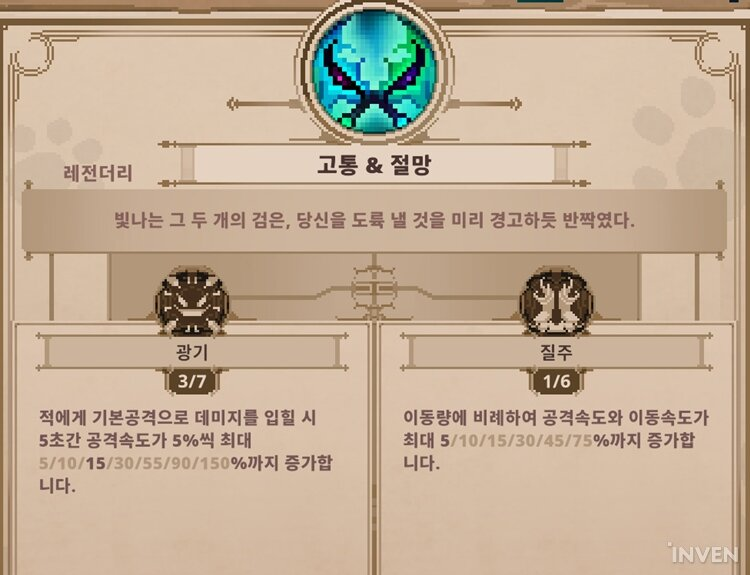 고통 & 절망
레전더리
빛나는 그 두 개의 검은, 당신을 도륙 낼 것을 미리 경고하듯 반짝였다.
광기
3/7
적에게 기본공격으로 데미지를 입힐 시
5초간 공격속도가 5%씩 최대
5/10/15/30/55/90/150%까지 증가합
니다.
질주
1/6
이동량에 비례하여 공격속도와 이동속도가
최대 5/10/15/30/45/75%까지 증가합
니다.
INVEN